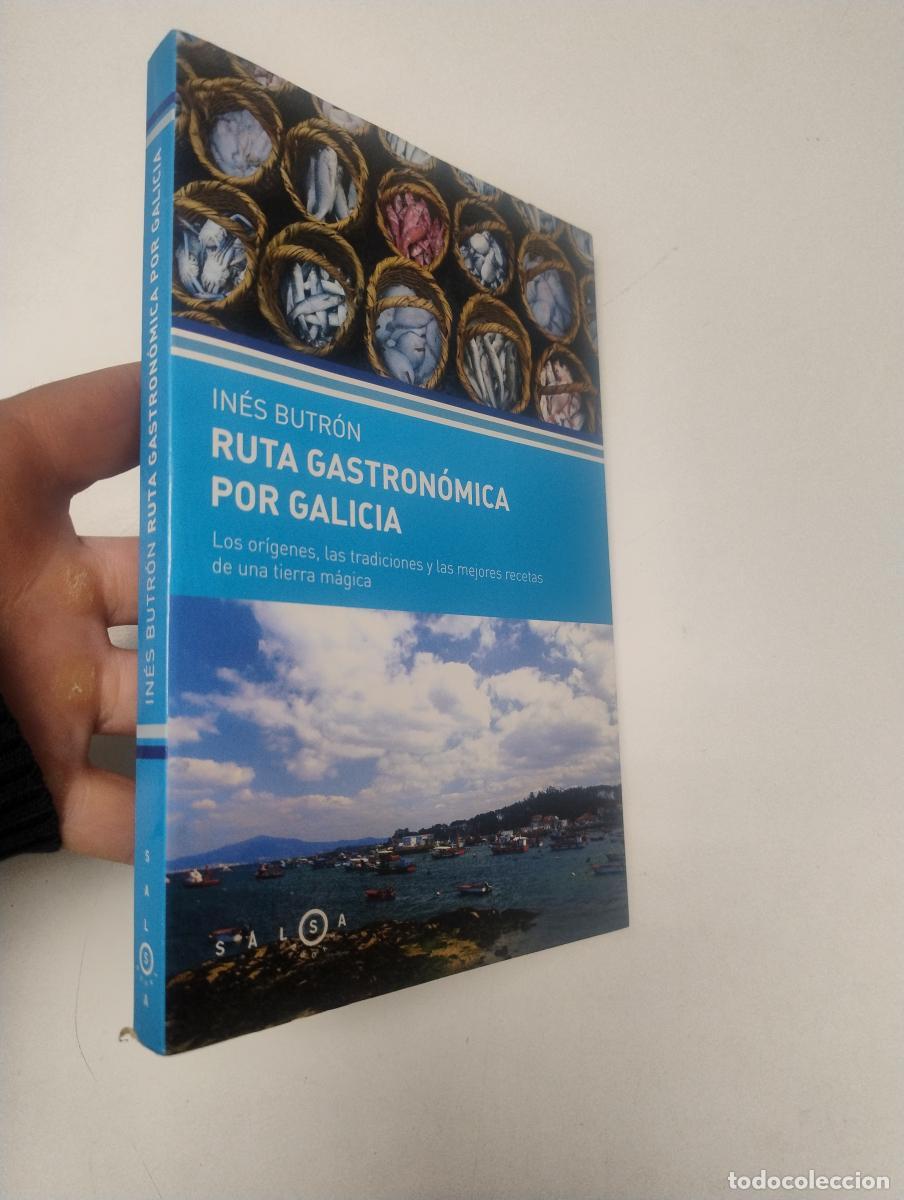 INÉS BUTRÓN RUTA GASTRONÓMICA POR GALICIA
SALSA
INÉS BUTRÓN
RUTA GASTRONÓMICA
POR GALICIA
Los orígenes, las tradiciones y las mejores recetas
de una tierra mágica
SALSA
todocoleccion